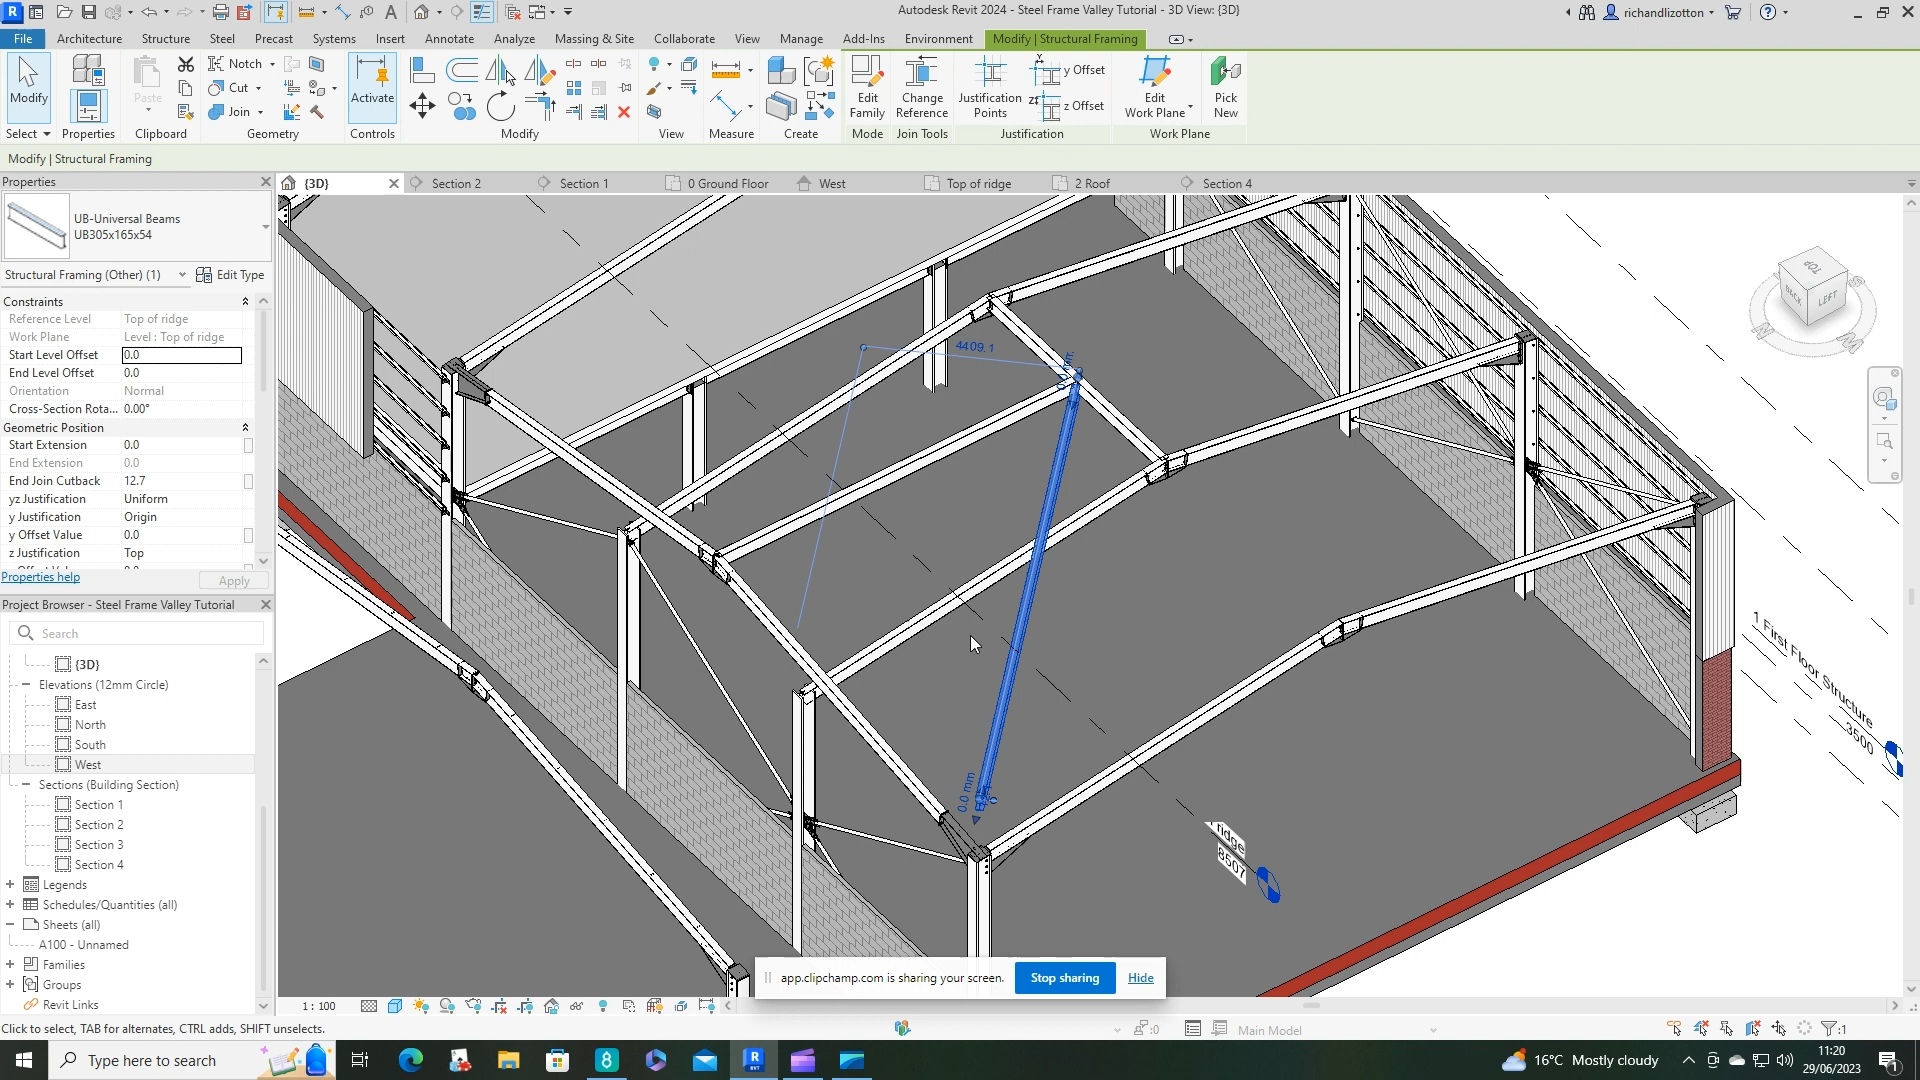 Autodesk Revit 2024 - Steel Frame Valley Tutorial - 3D View: {3D}
richandlizotton
File
Architecture
Structure
Steel
Precast
Systems
Insert
Annotate
Analyze
Massing & Site
Collaborate
View
Manage
Add-Ins
Environment
Modify | Structural Framing
Modify
Paste
Notch
Cut
Join
Activate
Edit Family
Change Reference
Justification Points
y Offset
z Offset
Edit Work Plane
Pick New
Select
Properties
Clipboard
Geometry
Controls
Modify
View
Measure
Create
Mode
Join Tools
Justification
Work Plane
Modify | Structural Framing
Properties
{3D}
Section 2
Section 1
0 Ground Floor
West
Top of ridge
2 Roof
Section 4
UB-Universal Beams
UB305x165x54
Structural Framing (Other) (1)
Edit Type
Constraints
Reference Level Top of ridge
Work Plane Level : Top of ridge
Start Level Offset 0.0
End Level Offset 0.0
Orientation Normal
Cross-Section Rota... 0.00°
Geometric Position
Start Extension 0.0
End Extension 0.0
End Join Cutback 12.7
yz Justification Uniform
y Justification Origin
y Offset Value 0.0
z Justification Top
Properties help
Apply
Project Browser - Steel Frame Valley Tutorial
Search
{3D}
Elevations (12mm Circle)
East
North
South
West
Sections (Building Section)
Section 1
Section 2
Section 3
Section 4
Legends
Schedules/Quantities (all)
Sheets (all)
A100 - Unnamed
Families
Groups
Revit Links
4409.1
0.0 mm
TOP
BACK
LEFT
1 First Floor Structure
3500
ridge
8507
app.clipchamp.com is sharing your screen.
Stop sharing
Hide
1 : 100
Click to select, TAB for alternates, CTRL adds, SHIFT unselects.
:0
Main Model
:1
Type here to search
16°C Mostly cloudy
11:20
29/06/2023